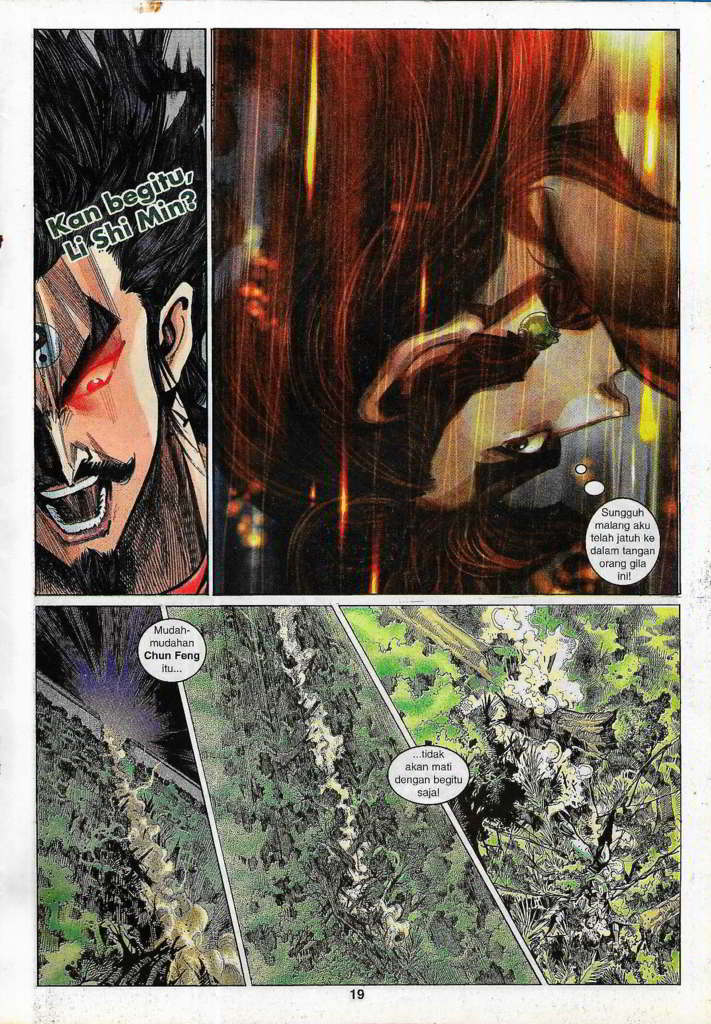 Kan begitu,
Li Shi Min?
Sungguh
malang aku
telah jatuh ke
dalam tangan
orang gila
ini!
Mudah-
mudahan
Chun Feng
itu...
...tidak
akan mati
dengan begitu
saja!
19